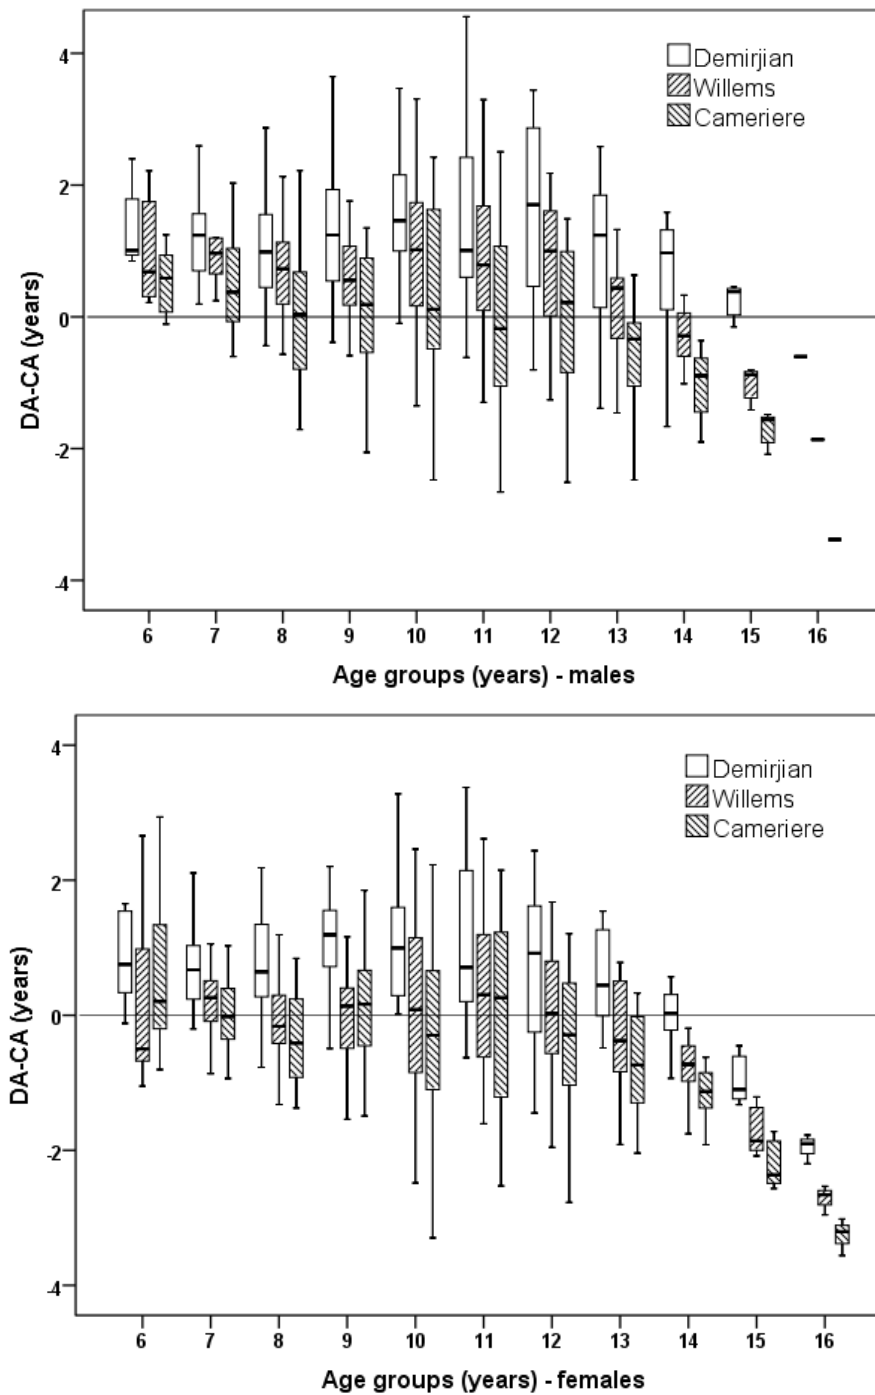 4
2
0
-2
-4
DA-CA (years)
Demirjian
Willems
Cameriere
6 7 8 9 10 11 12 13 14 15 16
Age groups (years) - males
4
2
0
-2
-4
DA-CA (years)
Demirjian
Willems
Cameriere
6 7 8 9 10 11 12 13 14 15 16
Age groups (years) - females